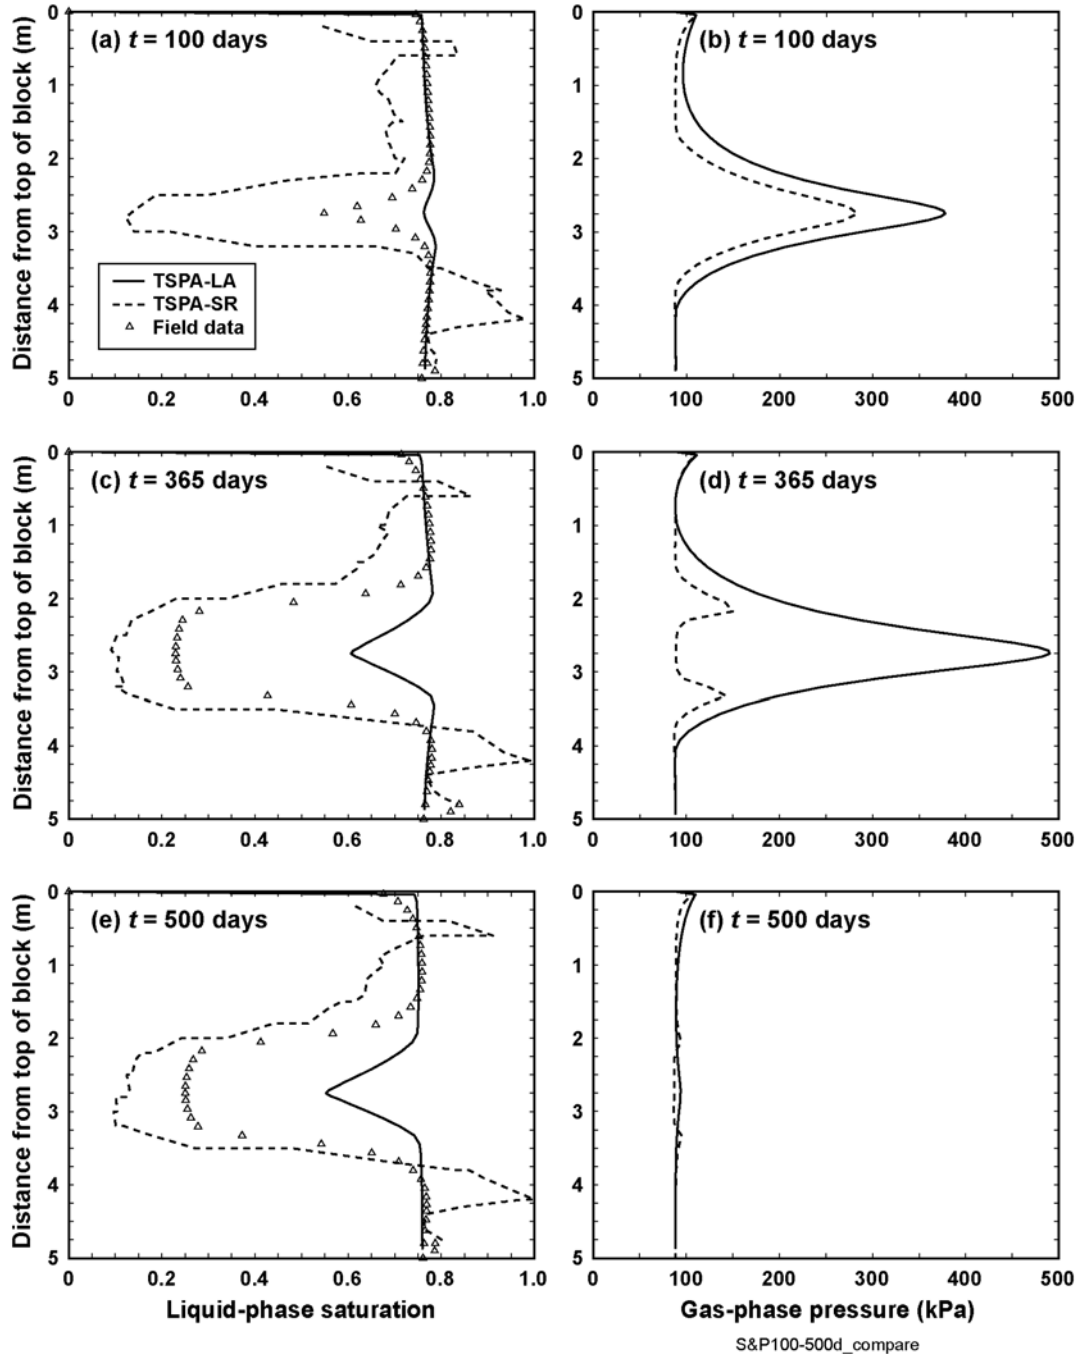 (a) t = 100 days
(b) t = 100 days
Distance from top of block (m)
0
1
2
3
4
5
TSPA-LA
TSPA-SR
Field data
0 0.2 0.4 0.6 0.8 1.0
0
1
2
3
4
5
0 100 200 300 400 500
(c) t = 365 days
(d) t = 365 days
Distance from top of block (m)
0
1
2
3
4
5
0 0.2 0.4 0.6 0.8 1.0
0
1
2
3
4
5
0 100 200 300 400 500
(e) t = 500 days
(f) t = 500 days
Distance from top of block (m)
0
1
2
3
4
5
0 0.2 0.4 0.6 0.8 1.0
Liquid-phase saturation
0
1
2
3
4
5
0 100 200 300 400 500
Gas-phase pressure (kPa)
S&P100-500d_compare